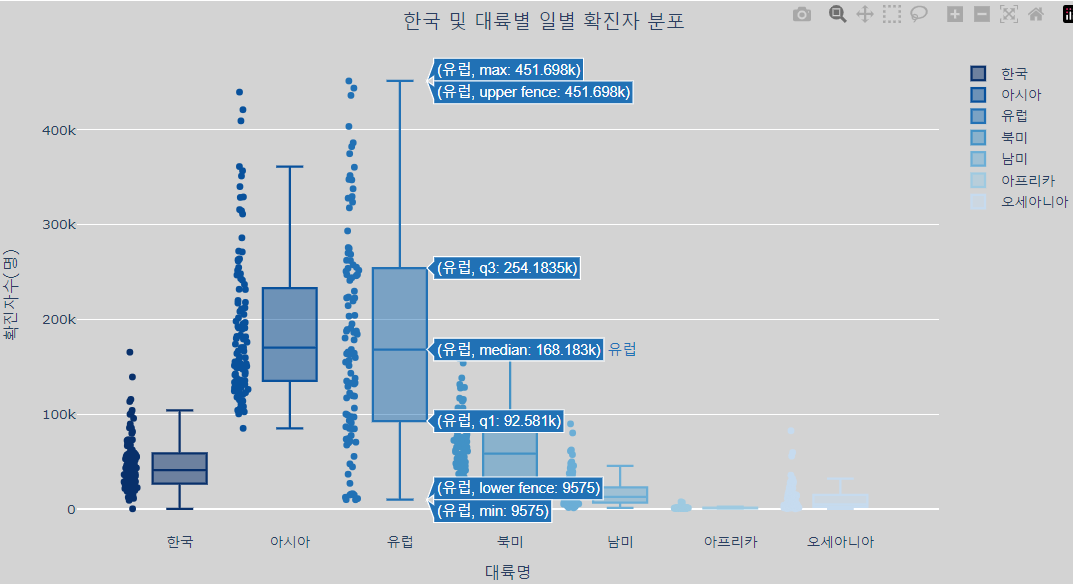 한국 및 대륙별 일별 확진자 분포
한국
아시아
유럽
북미
남미
아프리카
오세아니아
(유럽, max: 451.698k)
(유럽, upper fence: 451.698k)
(유럽, q3: 254.1835k)
(유럽, median: 168.183k) 유럽
(유럽, q1: 92.581k)
(유럽, lower fence: 9575)
(유럽, min: 9575)
400k
300k
200k
100k
0
확진자수(명)
한국 아시아 유럽 북미 남미 아프리카 오세아니아
대륙명